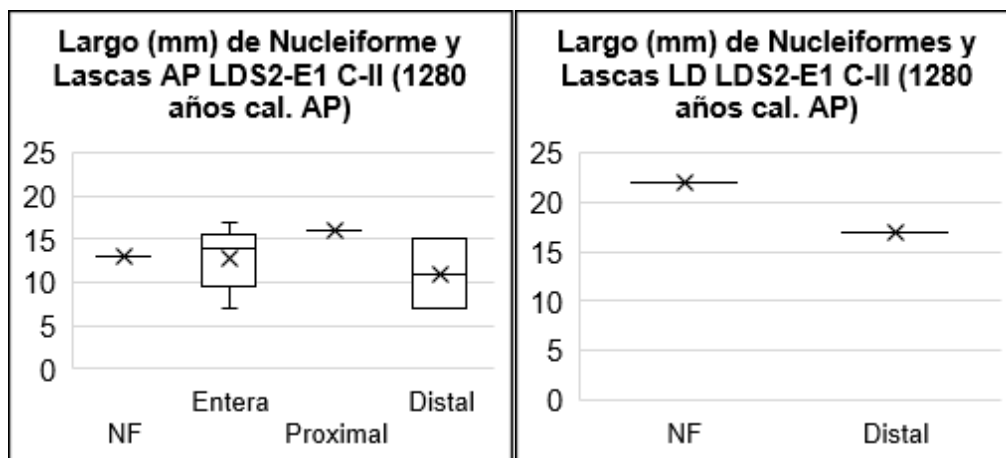 Largo (mm) de Nucleiforme y
Lascas AP LDS2-E1 C-II (1280
años cal. AP)
25
20
15
10
5
0
Entera
Distal
NF
Proximal
Largo (mm) de Nucleiformes y
Lascas LD LDS2-E1 C-II (1280
años cal. AP)
25
20
15
10
5
0
NF
Distal